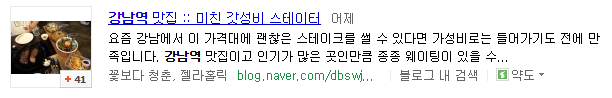 강남역 맛집 :: 미친 갓성비 스테이터 어제
요즘 강남에서 이 가격대에 괜찮은 스테이크를 썰 수 있다면 가성비로는 들어가기도 전에 만
족입니다. 강남역 맛집이고 인기가 많은 곳인만큼 종종 웨이팅이 있을 수...
꽃보다 청춘, 젤라홀릭 blog.naver.com/dbswj... 블로그 내 검색 약도
+ 41